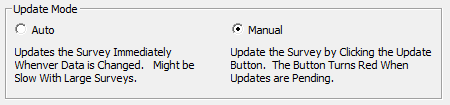 Update Mode
Auto
Manual
Updates the Survey Immediately
Whenver Data is Changed.   Might be
Slow With Large Surveys.
Update the Survey by Clicking the Update
Button.  The Button Turns Red When
Updates are Pending.